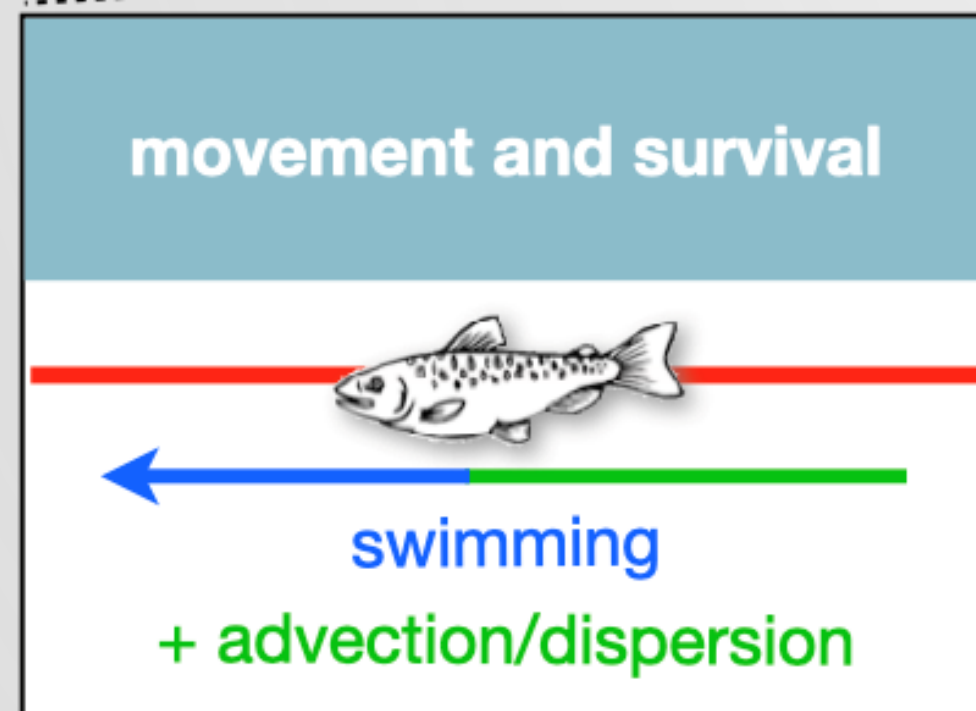 movement and survival
swimming
+ advection/dispersion